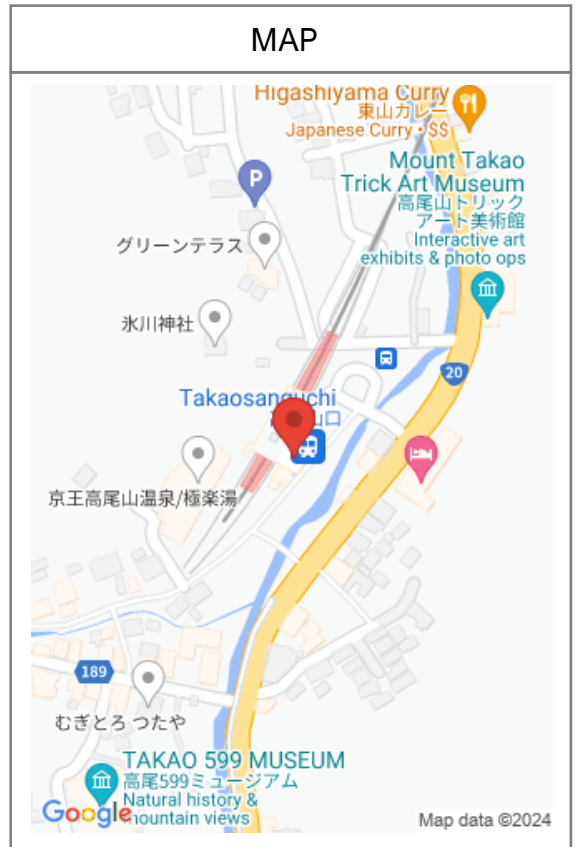 MAP
Higashiyama Curry
東山カレー
Japanese Curry・$$
Mount Takao
Trick Art Museum
高尾山トリック
アート美術館
Interactive art
exhibits & photo ops
P
グリーンテラス
氷川神社
20
Takaosanguchi
山口
京王高尾山温泉/極楽湯
189
むぎとろ つたや
TAKAO 599 MUSEUM
高尾599ミュージアム
Natural history &
mountain views
Google
Map data ©2024